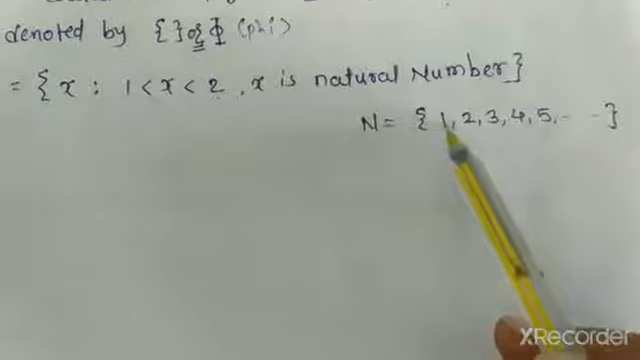 denoted by { } or Φ (phi)
= { x : 1 < x < 2 , x is natural Number }
N = { 1, 2, 3, 4, 5, - - - }
XRecorder